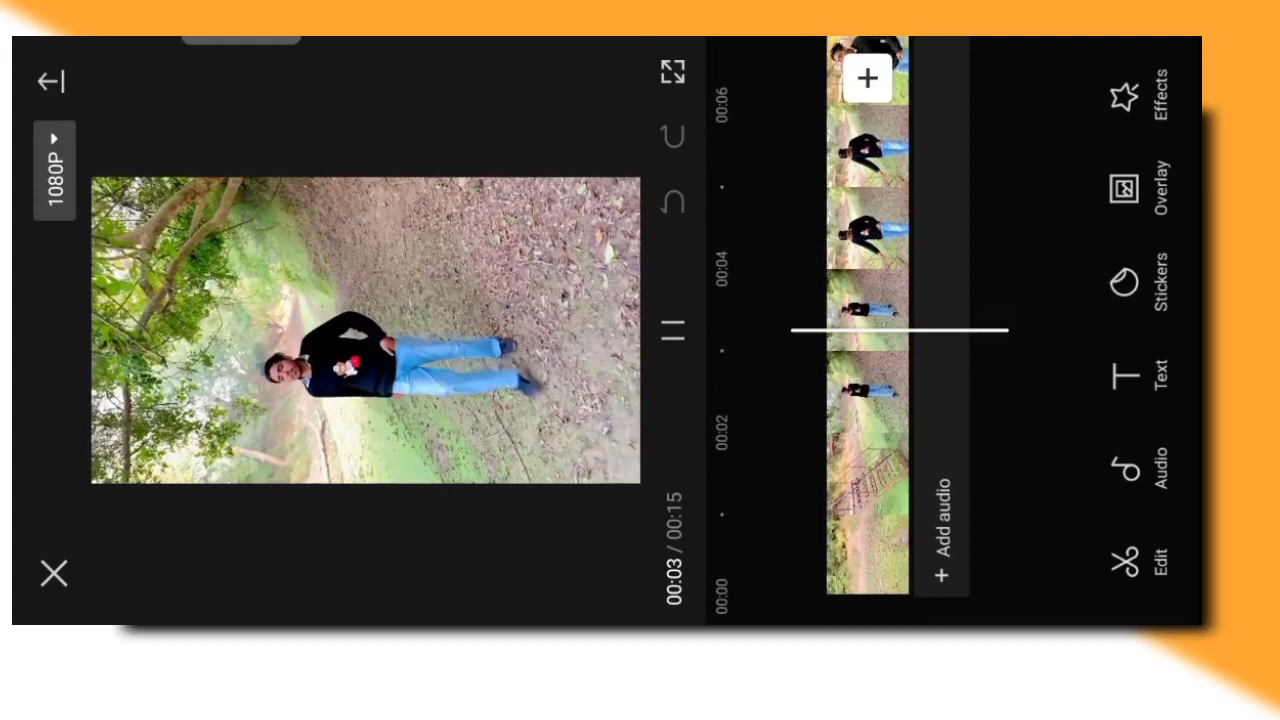 1080P
00:03 / 00:15
00:00
00:02
00:04
00:06
+ Add audio
Edit
Audio
Text
Stickers
Overlay
Effects